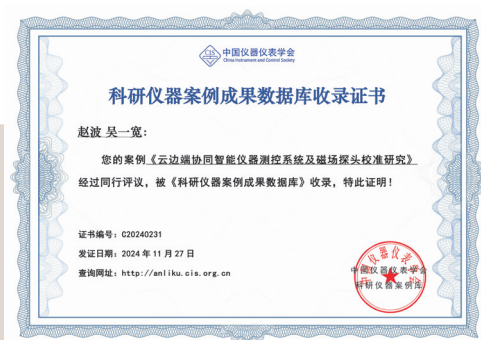 中国仪器仪表学会
China Instrument and Control Society
科研仪器案例成果数据库收录证书
赵波 吴一宽:
您的案例《云边端协同智能仪器测控系统及磁场探头校准研究》
经过同行评议，被《科研仪器案例成果数据库》收录，特此证明！
证书编号：C20240231
发证日期：2024 年 11 月 27 日
查询网址：http://anliku.cis.org.cn
中国仪器仪表学会
科研仪器案例库